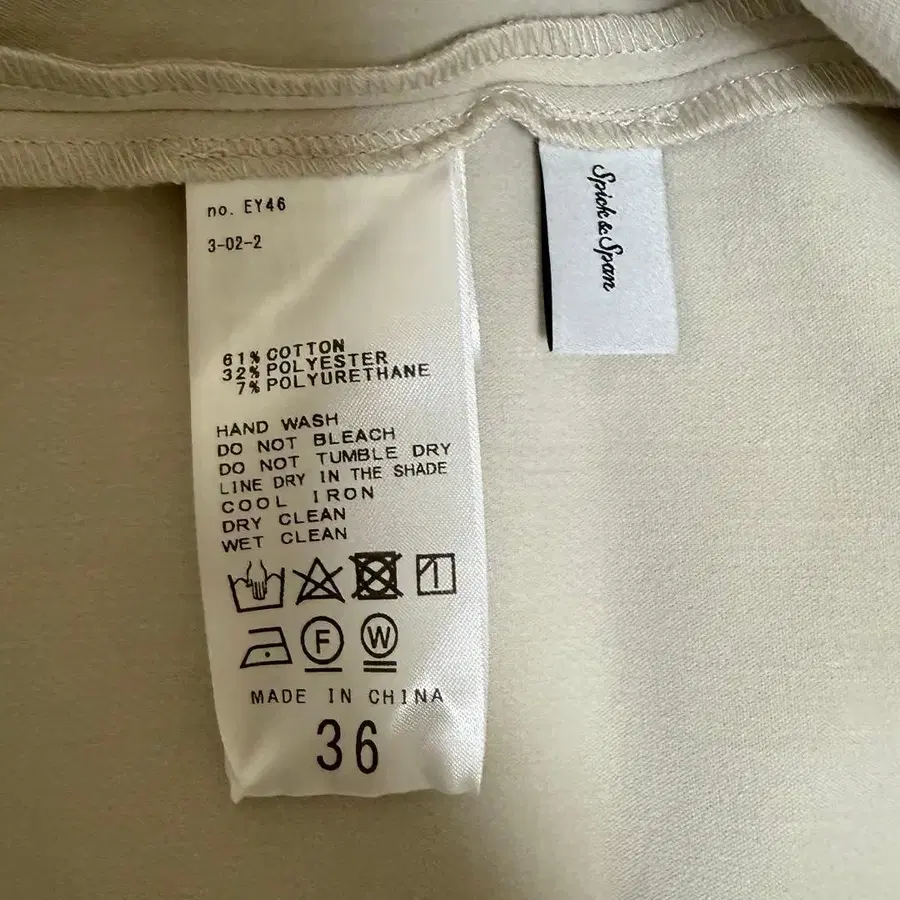 no. EY46
3-02-2
61% COTTON
32% POLYESTER
7% POLYURETHANE
HAND WASH
DO NOT BLEACH
DO NOT TUMBLE DRY
LINE DRY IN THE SHADE
COOL IRON
DRY CLEAN
WET CLEAN
F W
MADE IN CHINA
36
Spick & Span